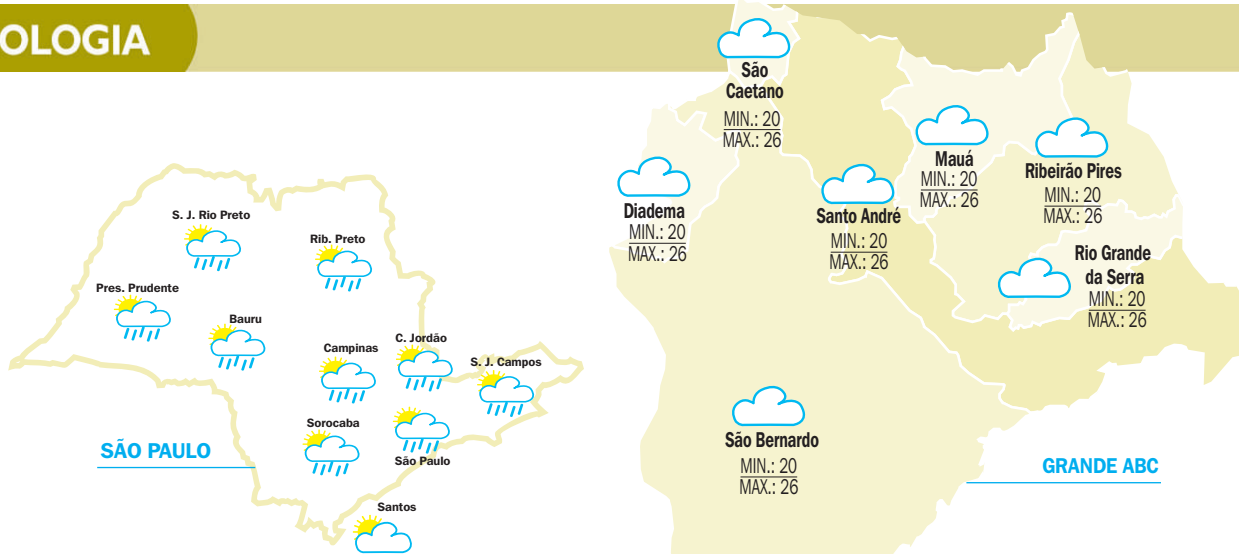 OLOGIA
S. J. Rio Preto
Rib. Preto
Pres. Prudente
Bauru
Campinas
C. Jordão
S. J. Campos
Sorocaba
São Paulo
Santos
SÃO PAULO
São
Caetano
MIN.: 20
MAX.: 26
Diadema
MIN.: 20
MAX.: 26
Santo André
MIN.: 20
MAX.: 26
Mauá
MIN.: 20
MAX.: 26
Ribeirão Pires
MIN.: 20
MAX.: 26
Rio Grande
da Serra
MIN.: 20
MAX.: 26
São Bernardo
MIN.: 20
MAX.: 26
GRANDE ABC